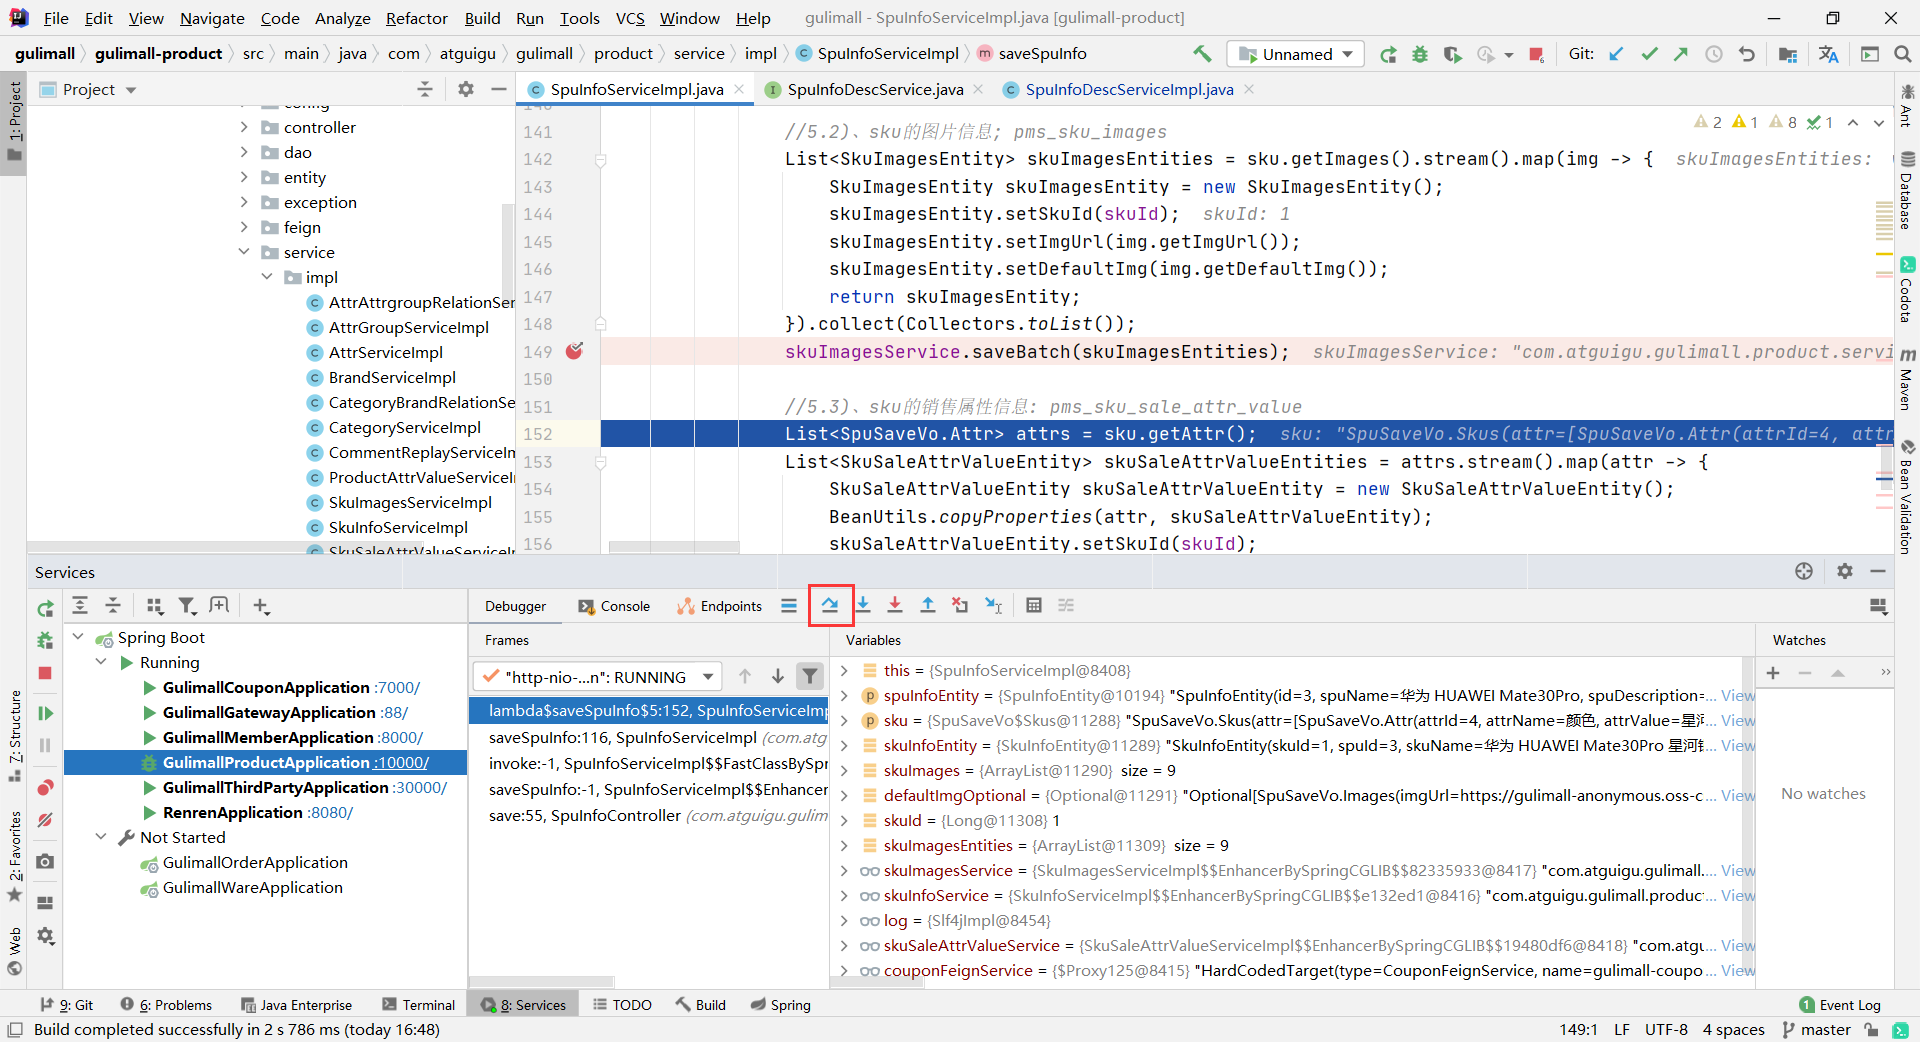 File Edit View Navigate Code Analyze Refactor Build Run Tools VCS Window Help gulimall - SpuInfoServiceImpl.java [gulimall-product]
gulimall gulimall-product src main java com atguigu gulimall product service impl SpuInfoServiceImpl saveSpuInfo Unnamed Git:
1: Project
Project
config
controller
dao
entity
exception
feign
service
impl
AttrAttrgroupRelationSer
AttrGroupServiceImpl
AttrServiceImpl
BrandServiceImpl
CategoryBrandRelationSe
CategoryServiceImpl
CommentReplayServiceIm
ProductAttrValueServiceI
SkuImagesServiceImpl
SkuInfoServiceImpl
SkuSaleAttrValueServiceI
SpuInfoServiceImpl.java SpuInfoDescService.java SpuInfoDescServiceImpl.java
2 1 8 1
140
141 //5.2)、sku的图片信息; pms_sku_images
142 List<SkuImagesEntity> skuImagesEntities = sku.getImages().stream().map(img -> { skuImagesEntities:
143 SkuImagesEntity skuImagesEntity = new SkuImagesEntity();
144 skuImagesEntity.setSkuId(skuId); skuId: 1
145 skuImagesEntity.setImgUrl(img.getImgUrl());
146 skuImagesEntity.setDefaultImg(img.getDefaultImg());
147 return skuImagesEntity;
148 }).collect(Collectors.toList());
149 skuImagesService.saveBatch(skuImagesEntities); skuImagesService: "com.atguigu.gulimall.product.servi
150
151 //5.3)、sku的销售属性信息: pms_sku_sale_attr_value
152 List<SpuSaveVo.Attr> attrs = sku.getAttr(); sku: "SpuSaveVo.Skus(attr=[SpuSaveVo.Attr(attrId=4, attr
153 List<SkuSaleAttrValueEntity> skuSaleAttrValueEntities = attrs.stream().map(attr -> {
154 SkuSaleAttrValueEntity skuSaleAttrValueEntity = new SkuSaleAttrValueEntity();
155 BeanUtils.copyProperties(attr, skuSaleAttrValueEntity);
156 skuSaleAttrValueEntity.setSkuId(skuId);
Ant
Database
Codota
Maven
Bean Validation
Services
7: Structure
2: Favorites
Web
Spring Boot
Running
GulimallCouponApplication :7000/
GulimallGatewayApplication :88/
GulimallMemberApplication :8000/
GulimallProductApplication :10000/
GulimallThirdPartyApplication :30000/
RenrenApplication :8080/
Not Started
GulimallOrderApplication
GulimallWareApplication
Debugger Console Endpoints
Frames
"http-nio-...n": RUNNING
lambda$saveSpuInfo$5:152, SpuInfoServiceImp
saveSpuInfo:116, SpuInfoServiceImpl (com.atg
invoke:-1, SpuInfoServiceImpl$$FastClassBySpr
saveSpuInfo:-1, SpuInfoServiceImpl$$Enhancer
save:55, SpuInfoController (com.atguigu.gulim
Variables
this = {SpuInfoServiceImpl@8408}
spuInfoEntity = {SpuInfoEntity@10194} "SpuInfoEntity(id=3, spuName=华为 HUAWEI Mate30Pro, spuDescription=... View
sku = {SpuSaveVo$Skus@11288} "SpuSaveVo.Skus(attr=[SpuSaveVo.Attr(attrId=4, attrName=颜色, attrValue=星河... View
skuInfoEntity = {SkuInfoEntity@11289} "SkuInfoEntity(skuId=1, spuId=3, skuName=华为 HUAWEI Mate30Pro 星河... View
skuImages = {ArrayList@11290} size = 9
defaultImgOptional = {Optional@11291} "Optional[SpuSaveVo.Images(imgUrl=https://gulimall-anonymous.oss-c... View
skuId = {Long@11308} 1
skuImagesEntities = {ArrayList@11309} size = 9
skuImagesService = {SkuImagesServiceImpl$$EnhancerBySpringCGLIB$$82335933@8417} "com.atguigu.gulimall.... View
skuInfoService = {SkuInfoServiceImpl$$EnhancerBySpringCGLIB$$e132ed1@8416} "com.atguigu.gulimall.product... View
log = {Slf4jImpl@8454}
skuSaleAttrValueService = {SkuSaleAttrValueServiceImpl$$EnhancerBySpringCGLIB$$19480df6@8418} "com.atgu... View
couponFeignService = {$Proxy125@8415} "HardCodedTarget(type=CouponFeignService, name=gulimall-coupo... View
Watches
No watches
9: Git 6: Problems Java Enterprise Terminal 8: Services TODO Build Spring 1 Event Log
Build completed successfully in 2 s 786 ms (today 16:48) 149:1 LF UTF-8 4 spaces master